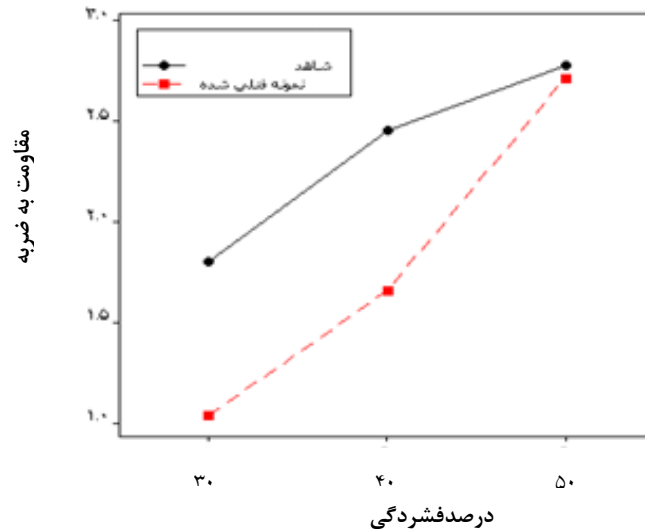 ۳.۰
شاهد
نمونه فنلی شده
۲.۵
مقاومت به ضربه
۲.۰
۱.۵
۱.۰
۳۰ ۴۰ ۵۰
درصدفشردگی